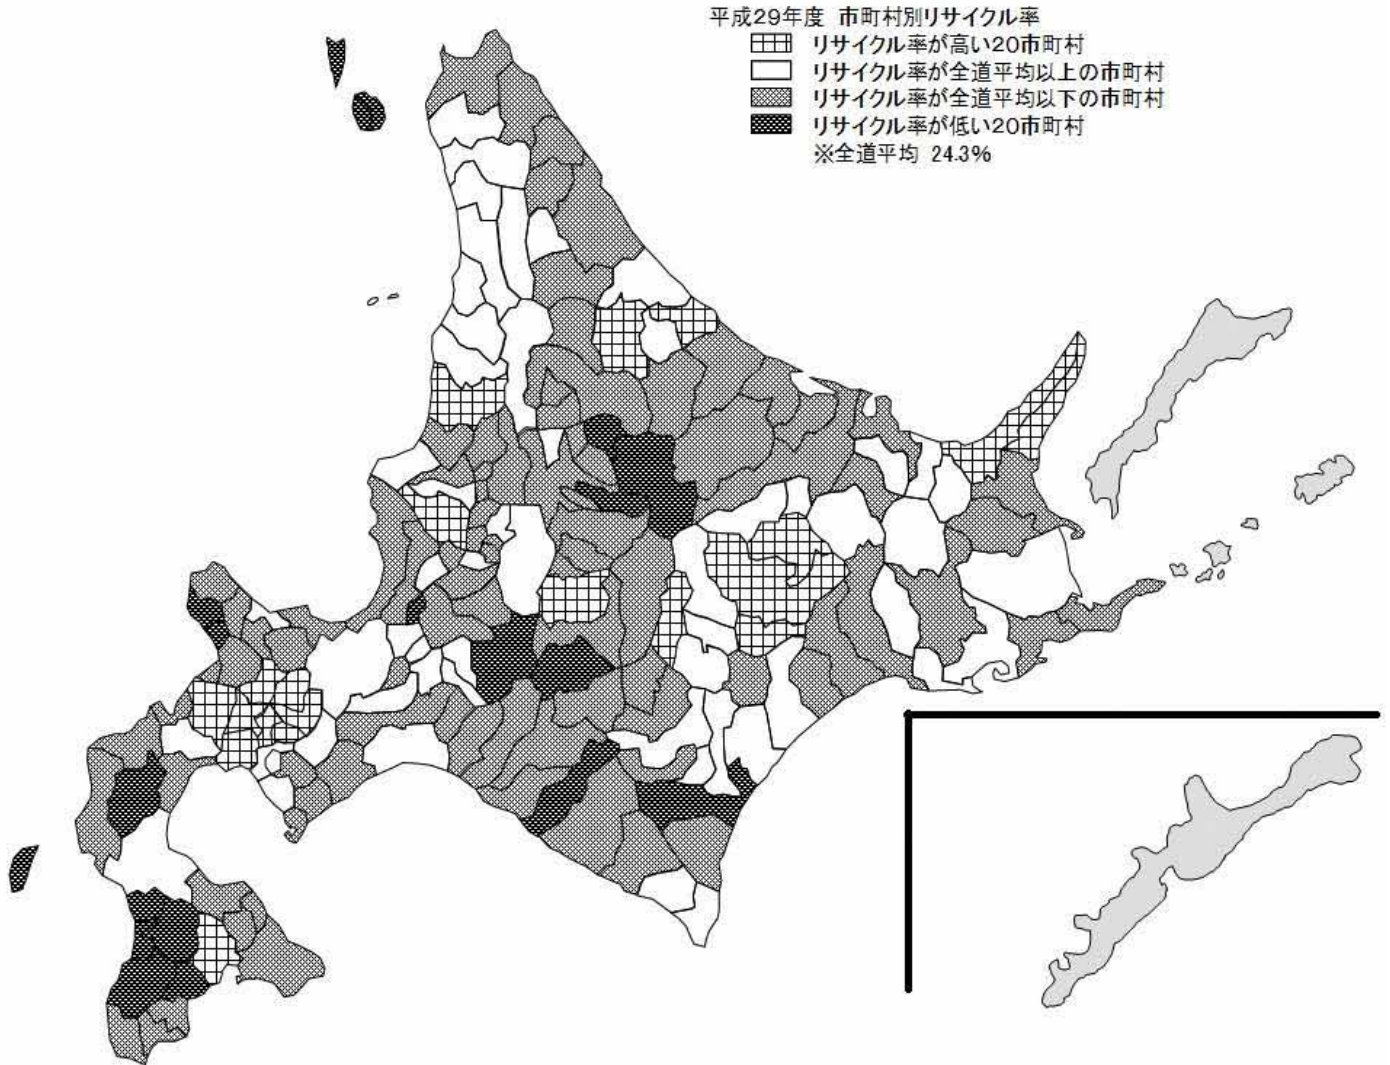 平成29年度 市町村別リサイクル率
リサイクル率が高い20市町村
リサイクル率が全道平均以上の市町村
リサイクル率が全道平均以下の市町村
リサイクル率が低い20市町村
※全道平均 24.3%